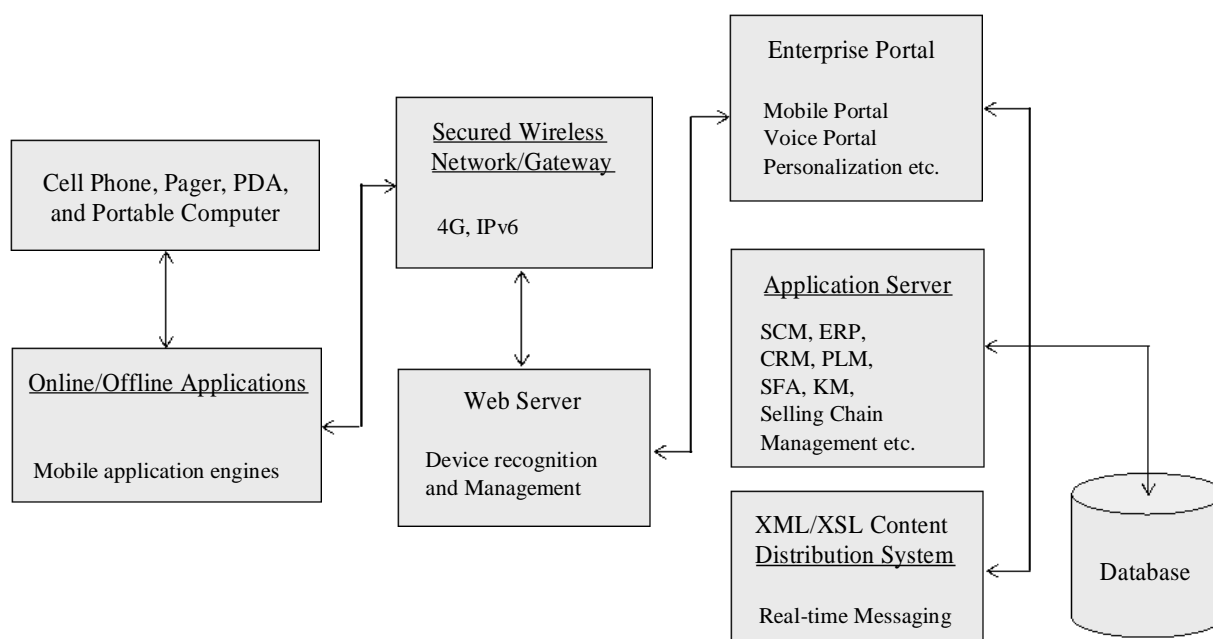 Cell Phone, Pager, PDA,
and Portable Computer
Online/Offline Applications
Mobile application engines
Secured Wireless
Network/Gateway
4G, IPv6
Web Server
Device recognition
and Management
Enterprise Portal
Mobile Portal
Voice Portal
Personalization etc.
Application Server
SCM, ERP,
CRM, PLM,
SFA, KM,
Selling Chain
Management etc.
XML/XSL Content
Distribution System
Real-time Messaging
Database